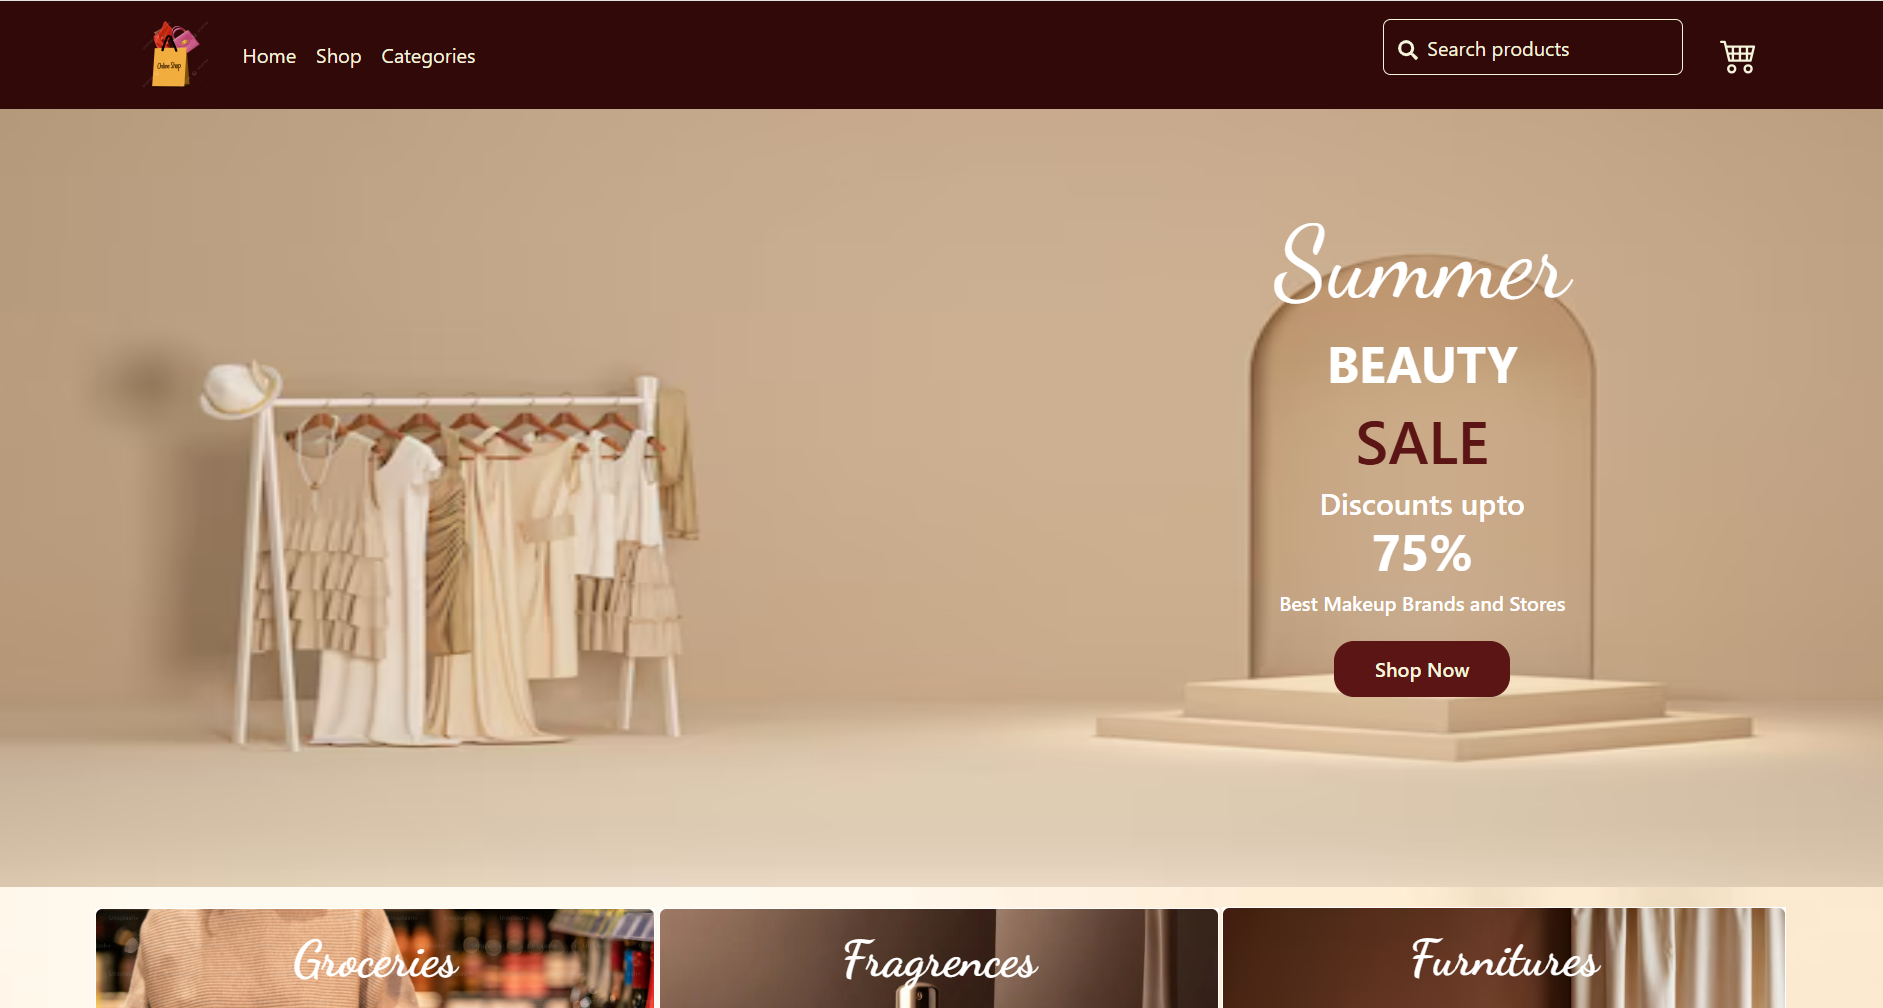 Online Shop
Home Shop Categories
Search products
Summer
BEAUTY
SALE
Discounts upto
75%
Best Makeup Brands and Stores
Shop Now
Groceries
Fragrences
Furnitures